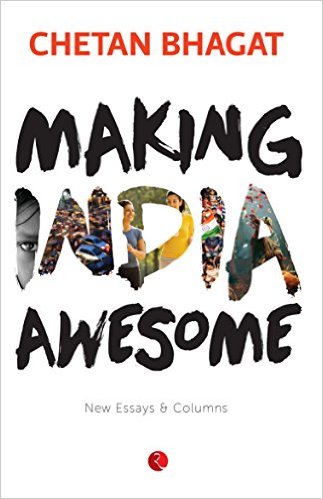 CHETAN BHAGAT
MAKING
INDIA
AWESOME
New Essays & Columns